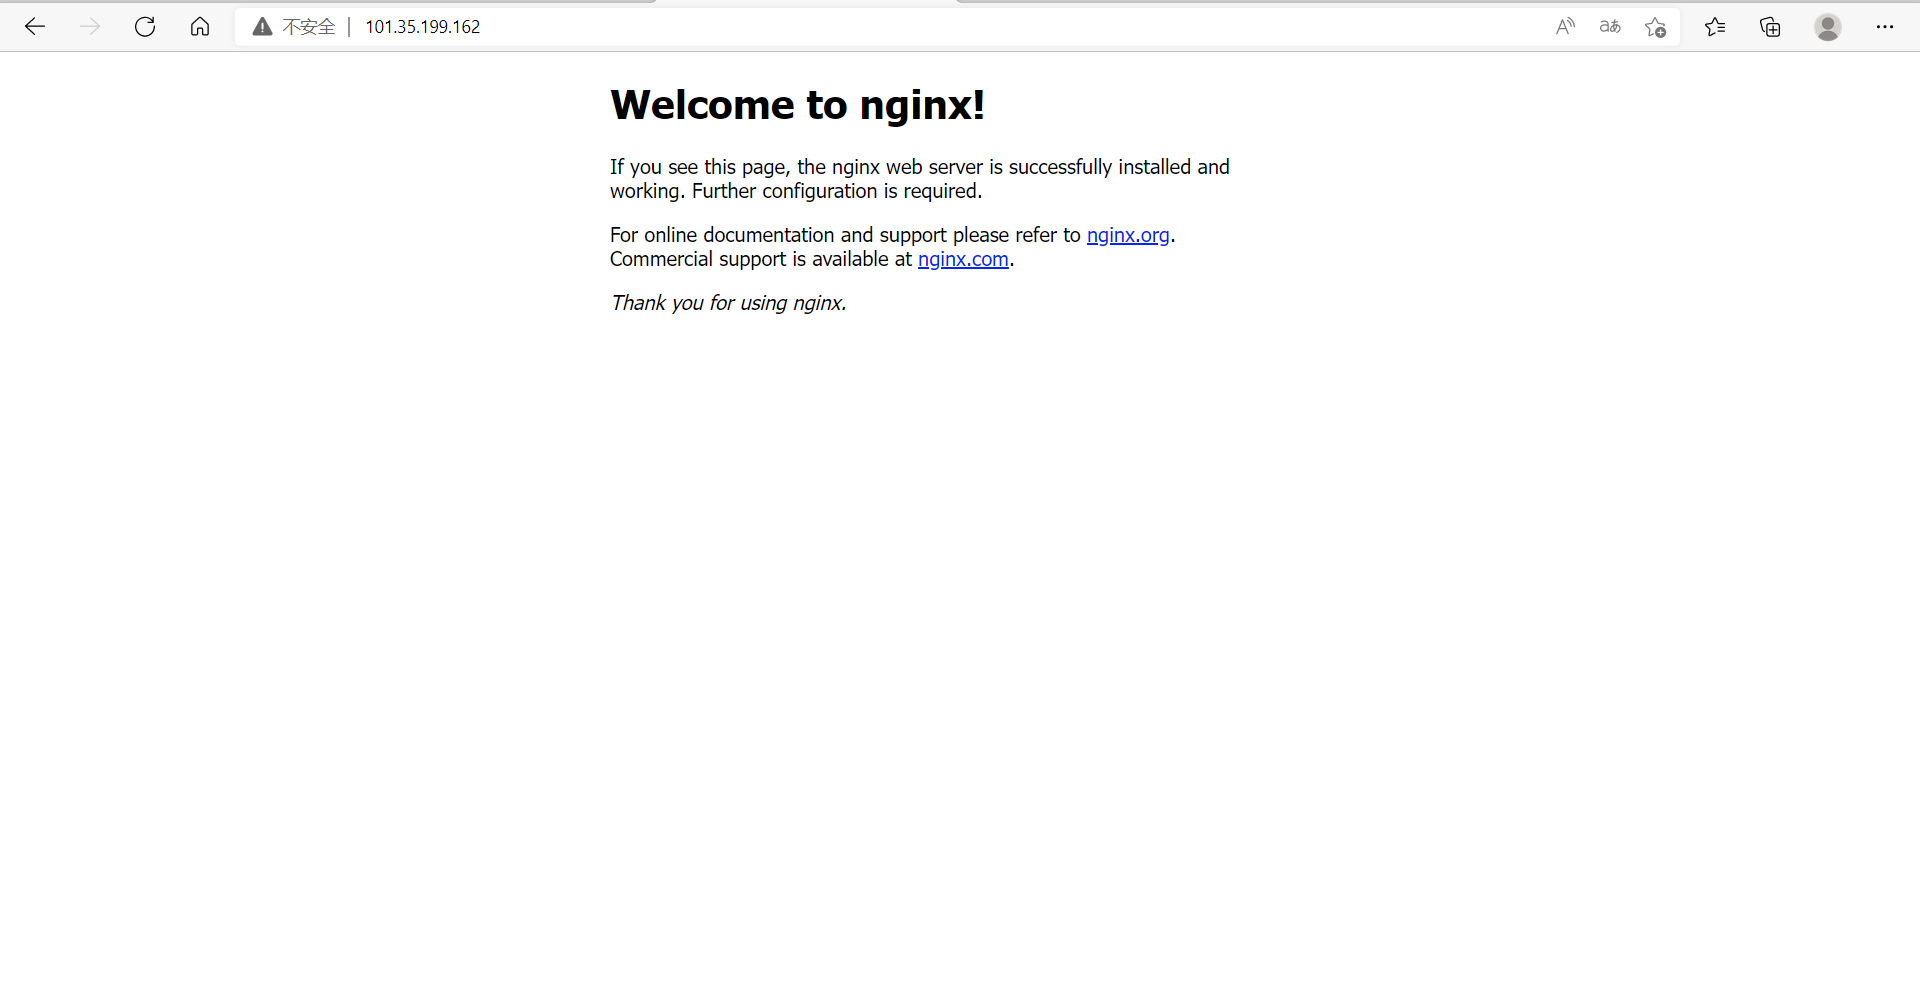 不安全 101.35.199.162 A aあ
Welcome to nginx!
If you see this page, the nginx web server is successfully installed and
working. Further configuration is required.
For online documentation and support please refer to nginx.org.
Commercial support is available at nginx.com.
Thank you for using nginx.